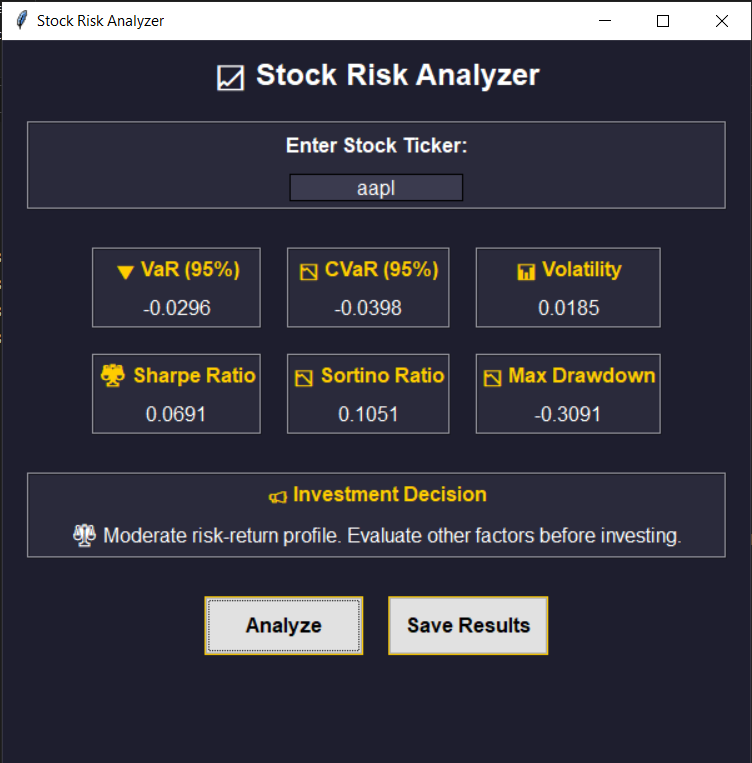 Stock Risk Analyzer
Stock Risk Analyzer
Enter Stock Ticker:
aapl
VaR (95%) CVaR (95%) Volatility
-0.0296 -0.0398 0.0185
Sharpe Ratio Sortino Ratio Max Drawdown
0.0691 0.1051 -0.3091
Investment Decision
Moderate risk-return profile. Evaluate other factors before investing.
Analyze Save Results